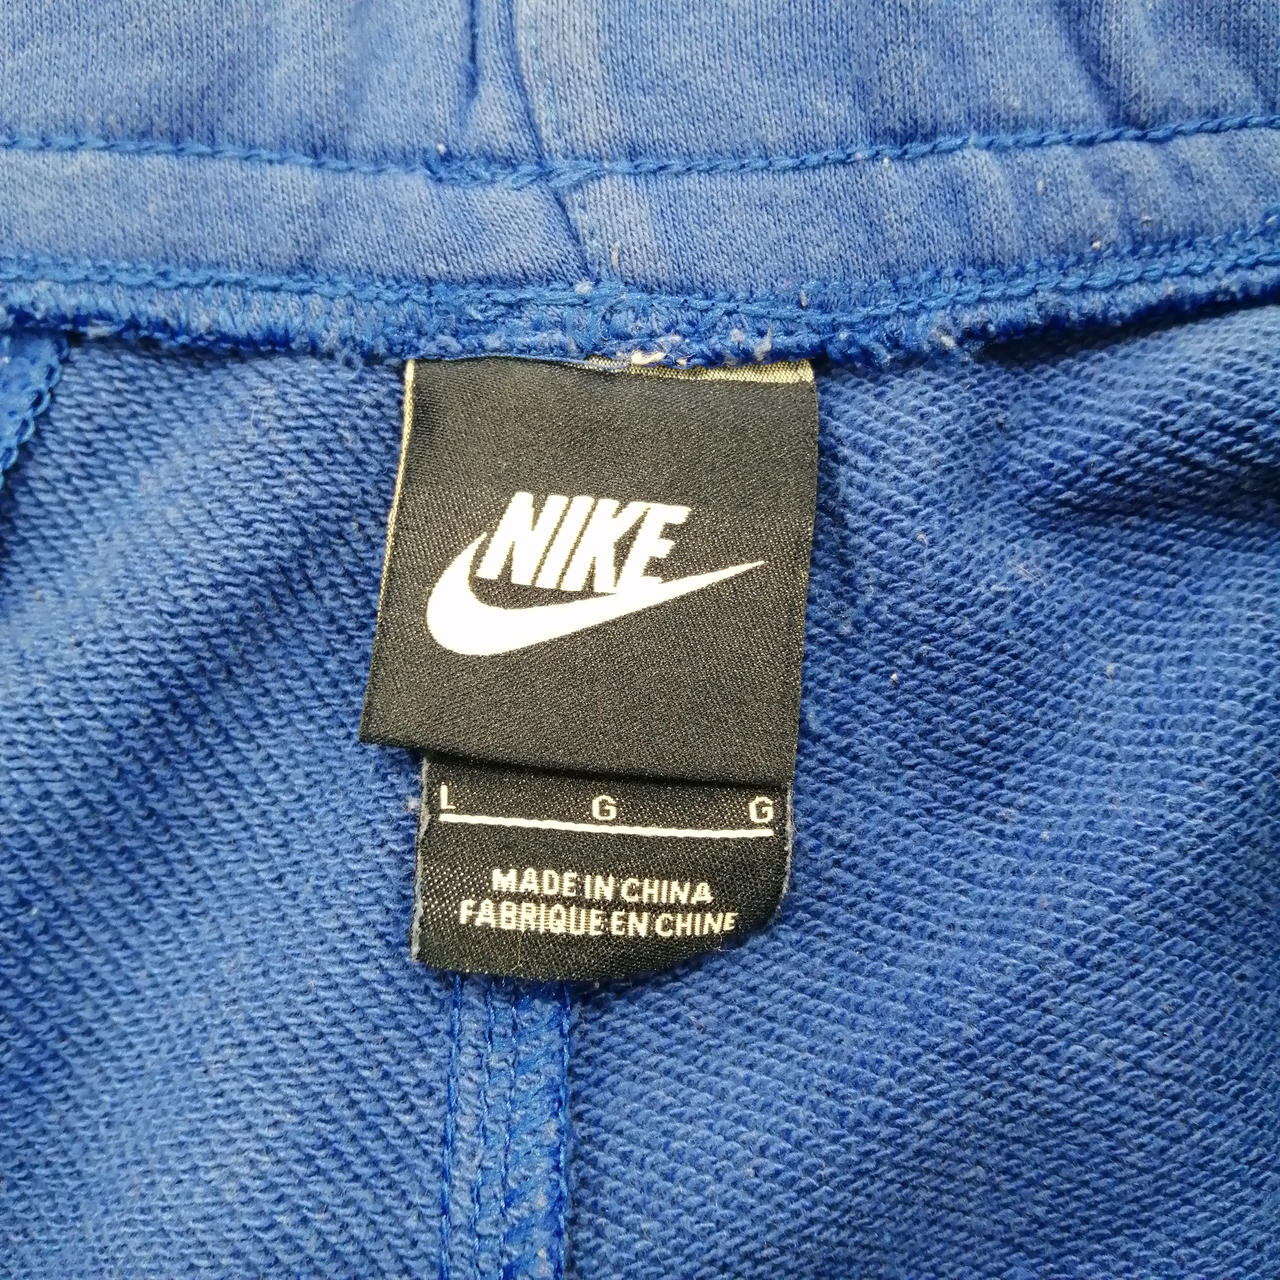 NIKE
L G G
MADE IN CHINA
FABRIQUE EN CHINE